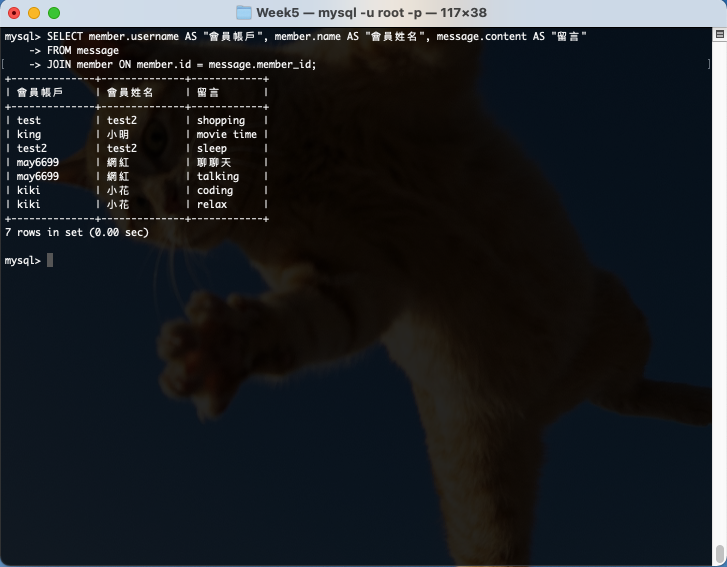 Week5 — mysql -u root -p — 117×38
mysql> SELECT member.username AS "會員帳戶", member.name AS "會員姓名", message.content AS "留言"
    -> FROM message
    -> JOIN member ON member.id = message.member_id;
+--------------+--------------+------------+
| 會員帳戶 | 會員姓名 | 留言 |
+--------------+--------------+------------+
| test | test2 | shopping |
| king | 小明 | movie time |
| test2 | test2 | sleep |
| may6699 | 網紅 | 聊聊天 |
| may6699 | 網紅 | talking |
| kiki | 小花 | coding |
| kiki | 小花 | relax |
+--------------+--------------+------------+
7 rows in set (0.00 sec)
mysql>